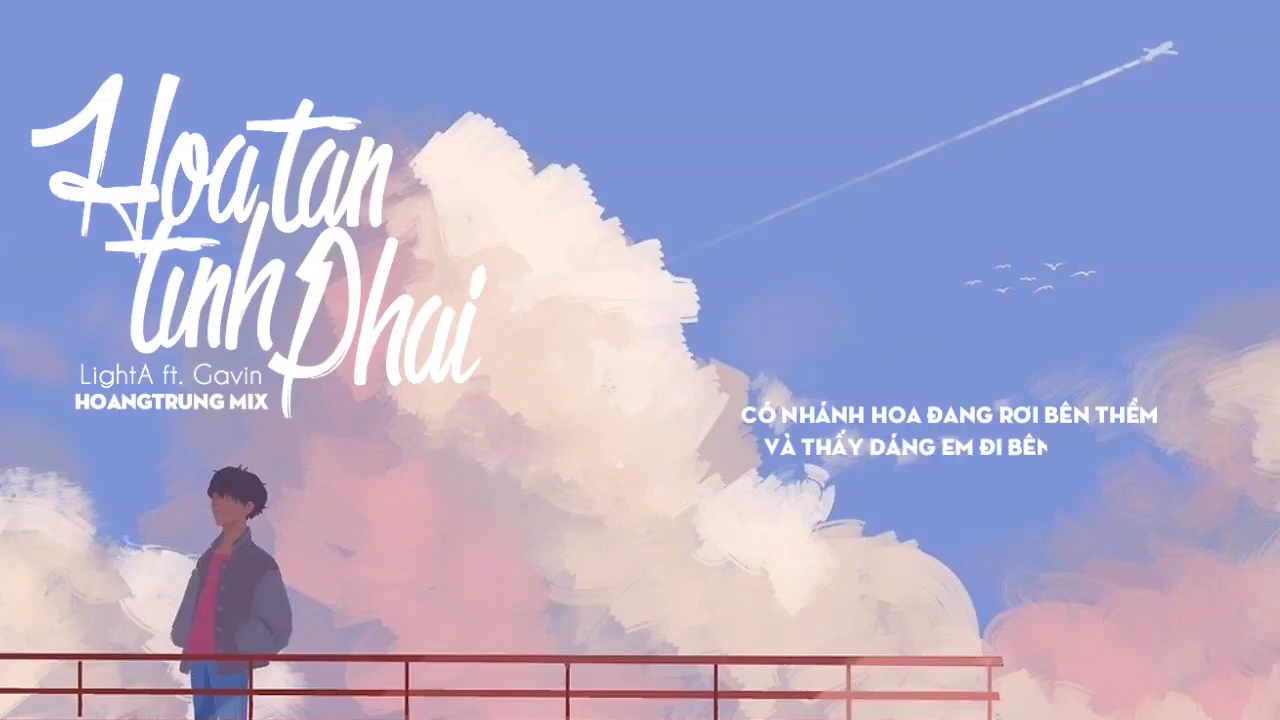 Hoa tan
tình Phai
LightA ft. Gavin
HOANGTRUNG MIX
CÓ NHÁNH HOA ĐANG RƠI BÊN THỀM
VÀ THẤY DÁNG EM ĐI BÊN